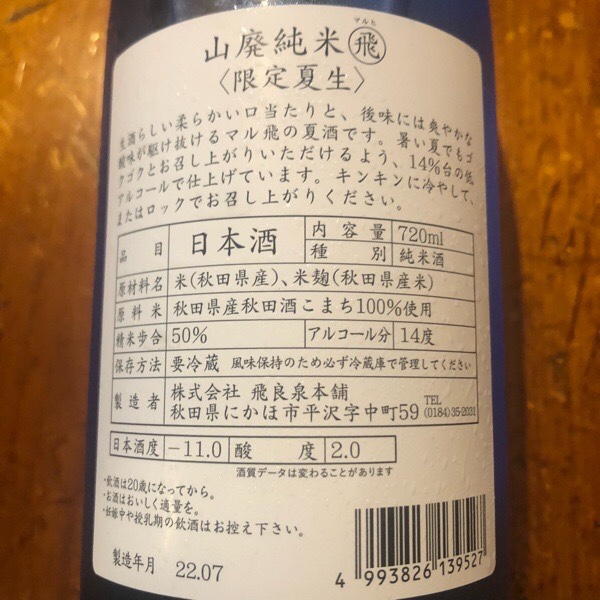 マルヒ
山廃純米飛
〈限定夏生〉
生酒らしい柔らかい口当たりと、後味には爽やかな
酸味が駆け抜けるマル飛の夏酒です。暑い夏でもゴ
クゴクとお召し上がりいただけるよう、14%台の低
アルコールで仕上げています。キンキンに冷やして、
またはロックでお召し上がりください。
品目 日本酒 内容量 720ml
種別 純米酒
原材料名 米(秋田県産)、米麹(秋田県産米)
原料米 秋田県産秋田酒こまち100%使用
精米歩合 50% アルコール分 14度
保存方法 要冷蔵 風味保持のため必ず冷蔵庫で管理してください
製造者 株式会社 飛良泉本舗
秋田県にかほ市平沢字中町59 TEL (0184)35-2031
日本酒度 -11.0 酸度 2.0
酒質データは変わることがあります
・飲酒は20歳になってから。
・お酒はおいしく適量を。
・妊娠中や授乳期の飲酒はお控え下さい。
製造年月 22.07
4 993826 139527